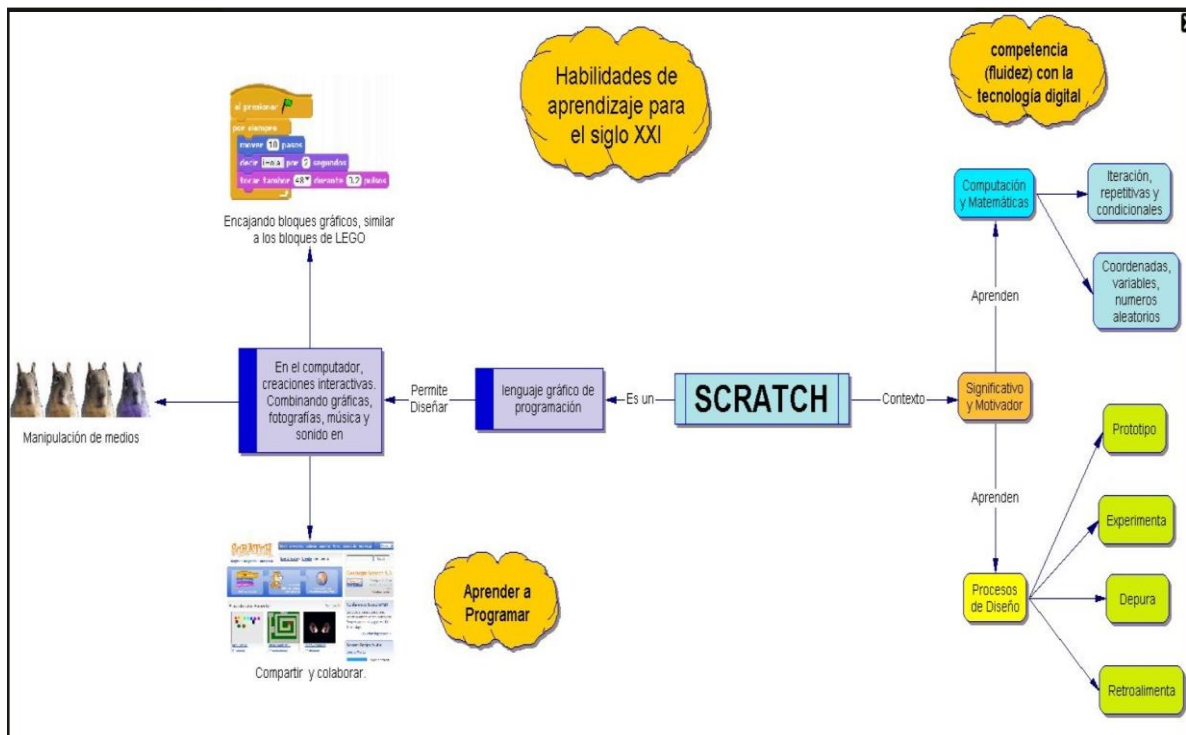 Habilidades de
aprendizaje para
el siglo XXI
competencia
(fluidez) con la
tecnología digital
al presionar
por siempre
mover 10 pasos
decir por 2 segundos
tocar tambor 48 durante 0.2 pulsos
Encajando bloques gráficos, similar
a los bloques de LEGO
Computación
y Matemáticas
Iteración,
repetitivas y
condicionales
Coordenadas,
variables,
numeros
aleatorios
Aprenden
En el computador,
creaciones interactivas.
Combinando gráficas,
fotografías, música y
sonido en
Permite
Diseñar
lenguaje gráfico de
programación
Es un
SCRATCH
Contexto
Significativo
y Motivador
Manipulación de medios
Prototipo
Aprenden
Experimenta
SCRATCH
Aprender a
Programar
Procesos
de Diseño
Depura
Compartir y colaborar.
Retroalimenta